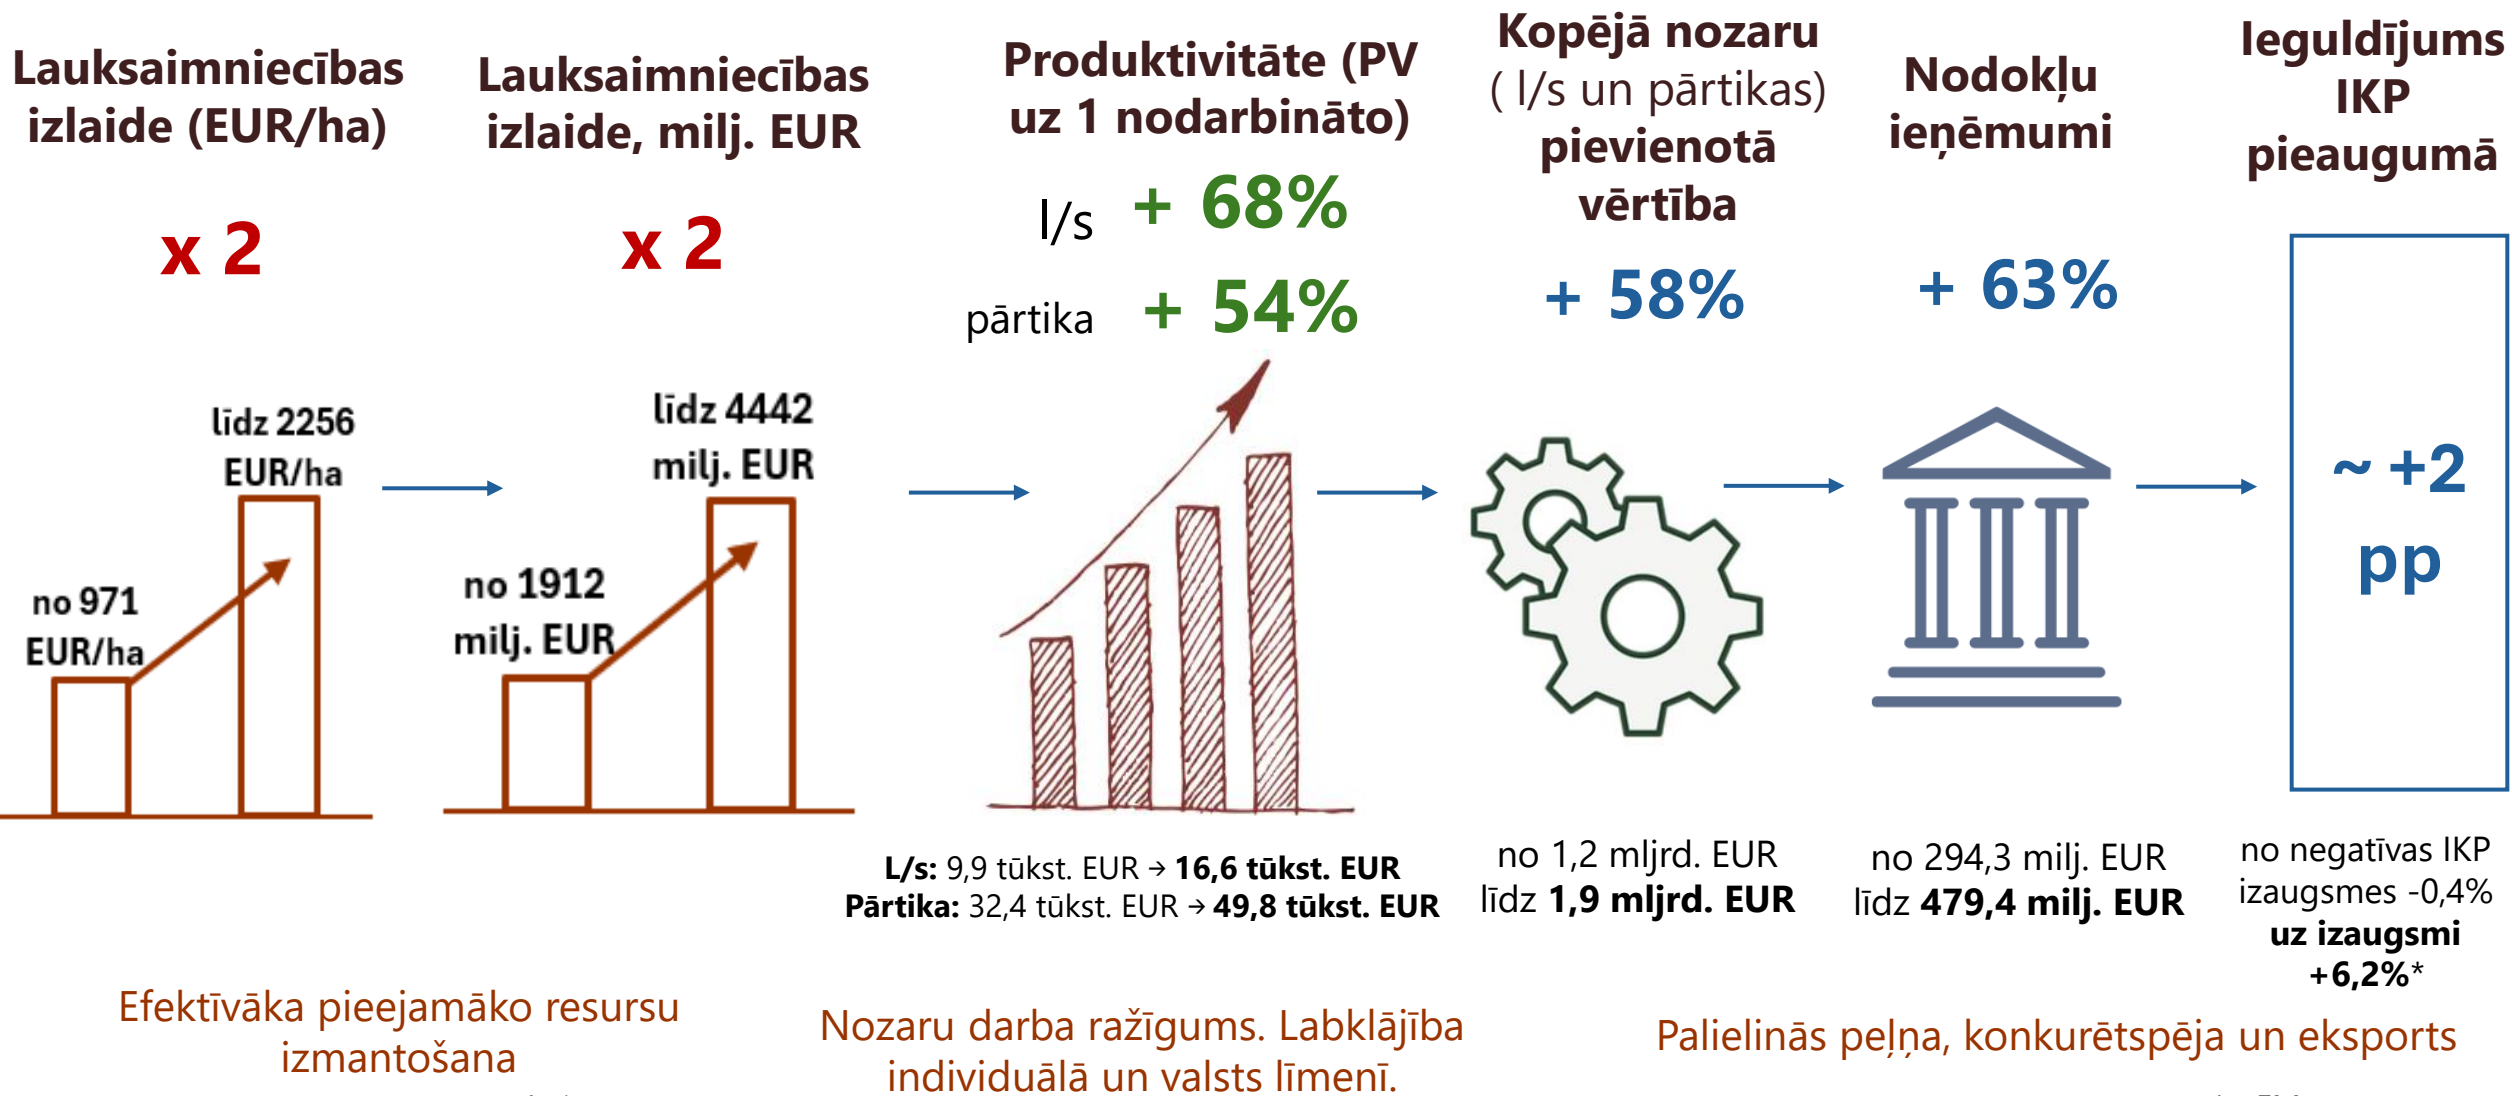 Lauksaimniecības
izlaide (EUR/ha)
x 2
līdz 2256
EUR/ha
no 971
EUR/ha
Lauksaimniecības
izlaide, milj. EUR
x 2
līdz 4442
milj. EUR
no 1912
milj. EUR
Produktivitāte (PV
uz 1 nodarbināto)
l/s + 68%
pārtika + 54%
L/s: 9,9 tūkst. EUR → 16,6 tūkst. EUR
Pārtika: 32,4 tūkst. EUR → 49,8 tūkst. EUR
Kopējā nozaru
( l/s un pārtikas)
pievienotā
vērtība
+ 58%
no 1,2 mljrd. EUR
līdz 1,9 mljrd. EUR
Nodokļu
ieņēmumi
+ 63%
no 294,3 milj. EUR
līdz 479,4 milj. EUR
Ieguldījums
IKP
pieaugumā
~ +2
pp
no negatīvas IKP
izaugsmes -0,4%
uz izaugsmi
+6,2%*
Efektīvāka pieejamāko resursu
izmantošana
Nozaru darba ražīgums. Labklājība
individuālā un valsts līmenī.
Palielinās peļņa, konkurētspēja un eksports